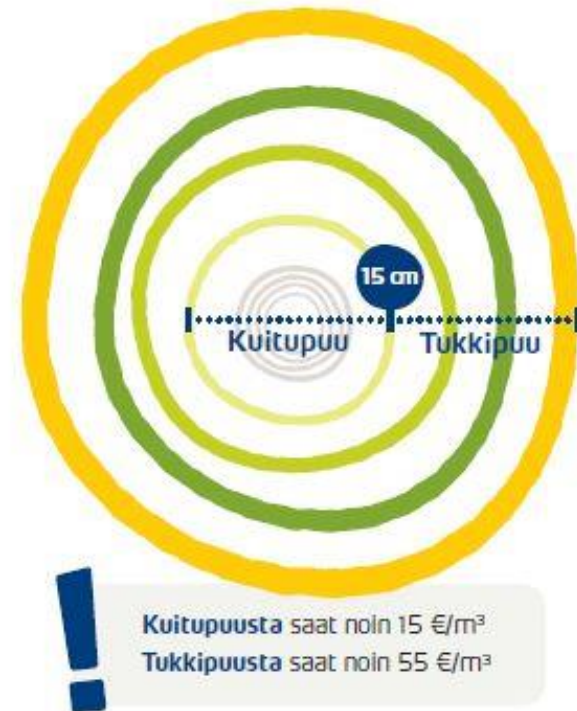 15 cm
Kuitupuu
Tukkipuu
Kuitupuusta saat noin 15 €/m³
Tukkipuusta saat noin 55 €/m³